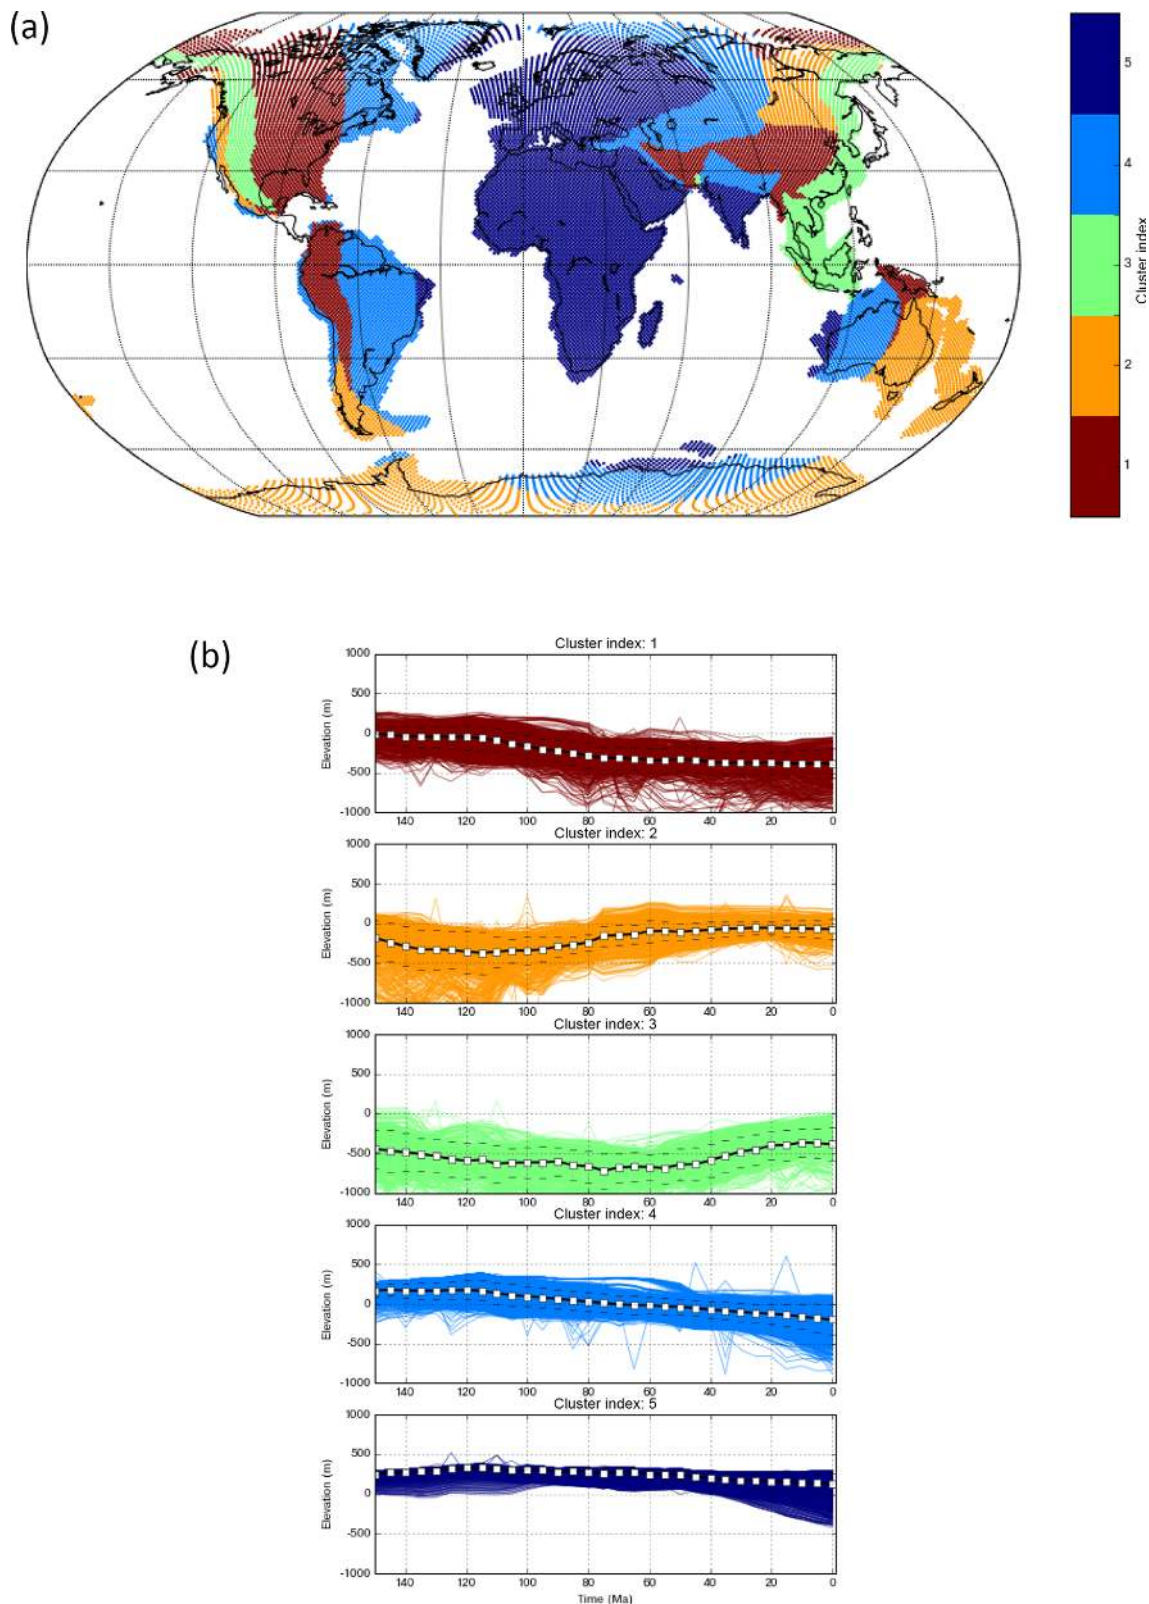 (a)
5
4
3
2
1
Cluster index
(b)
Cluster index: 1
1000
500
0
-500
-1000
Elevation (m)
140 120 100 80 60 40 20 0
Cluster index: 2
1000
500
0
-500
-1000
Elevation (m)
140 120 100 80 60 40 20 0
Cluster index: 3
1000
500
0
-500
-1000
Elevation (m)
140 120 100 80 60 40 20 0
Cluster index: 4
1000
500
0
-500
-1000
Elevation (m)
140 120 100 80 60 40 20 0
Cluster index: 5
1000
500
0
-500
-1000
Elevation (m)
140 120 100 80 60 40 20 0
Time (Ma)